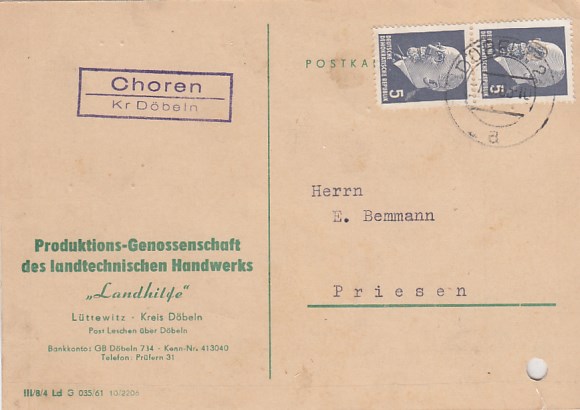 Choren
Kr Döbeln
POSTKA
DEUTSCHE
DEMOKRATISCHE
REPUBLIK
5
DEUTSCHE
DEMOKRATISCHE
REPUBLIK
5
d
Herrn
E. Bemmann
Priesen
Produktions-Genossenschaft
des landtechnischen Handwerks
„Landhilfe"
Lüttewitz - Kreis Döbeln
Post Leschen über Döbeln
Bankkonto: GB Döbeln 714 - Kenn-Nr. 413040
Telefon: Prüfern 31
III/8/4 Ld G 035/61 10/2206